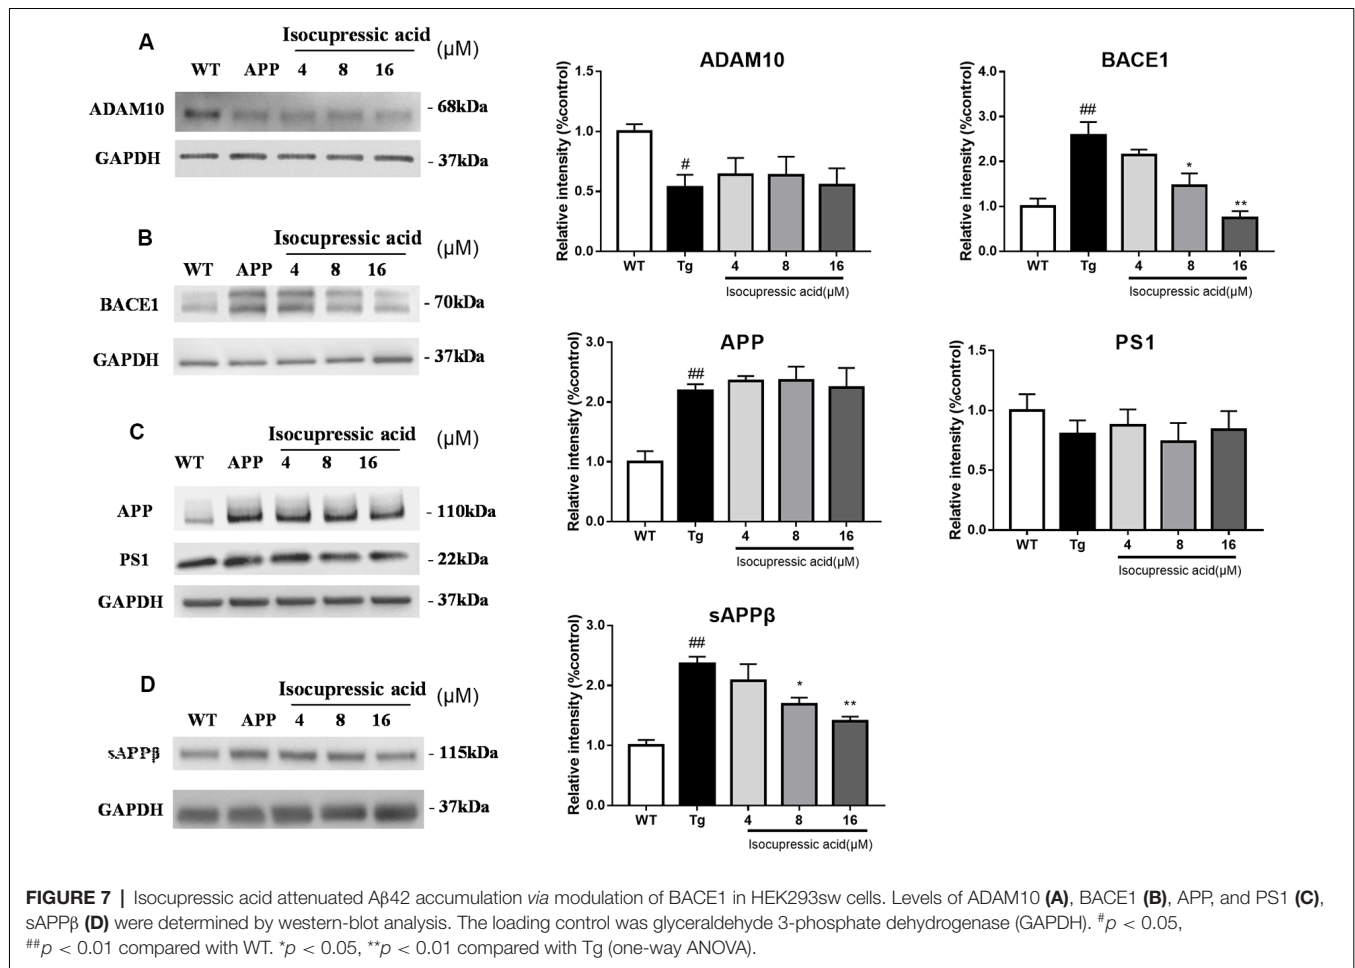 A
Isocupressic acid (μM)
WT APP 4 8 16
ADAM10 - 68kDa
GAPDH - 37kDa
B
Isocupressic acid (μM)
WT APP 4 8 16
BACE1 - 70kDa
GAPDH - 37kDa
C
Isocupressic acid (μM)
WT APP 4 8 16
APP - 110kDa
PS1 - 22kDa
GAPDH - 37kDa
D
Isocupressic acid (μM)
WT APP 4 8 16
sAPPβ - 115kDa
GAPDH - 37kDa
ADAM10
Relative intensity (%control)
1.5
1.0
0.5
0.0
#
WT Tg 4 8 16
Isocupressic acid(μM)
BACE1
Relative intensity (%control)
4.0
3.0
2.0
1.0
0.0
##
*
**
WT Tg 4 8 16
Isocupressic acid(μM)
APP
Relative intensity (%control)
3.0
2.0
1.0
0.0
##
WT Tg 4 8 16
Isocupressic acid(μM)
PS1
Relative intensity (%control)
1.5
1.0
0.5
0.0
WT Tg 4 8 16
Isocupressic acid(μM)
sAPPβ
Relative intensity (%control)
3.0
2.0
1.0
0.0
##
*
**
WT Tg 4 8 16
Isocupressic acid(μM)
FIGURE 7 | Isocupressic acid attenuated Aβ42 accumulation via modulation of BACE1 in HEK293sw cells. Levels of ADAM10 (A), BACE1 (B), APP, and PS1 (C),
sAPPβ (D) were determined by western-blot analysis. The loading control was glyceraldehyde 3-phosphate dehydrogenase (GAPDH). #p < 0.05,
##p < 0.01 compared with WT. *p < 0.05, **p < 0.01 compared with Tg (one-way ANOVA).